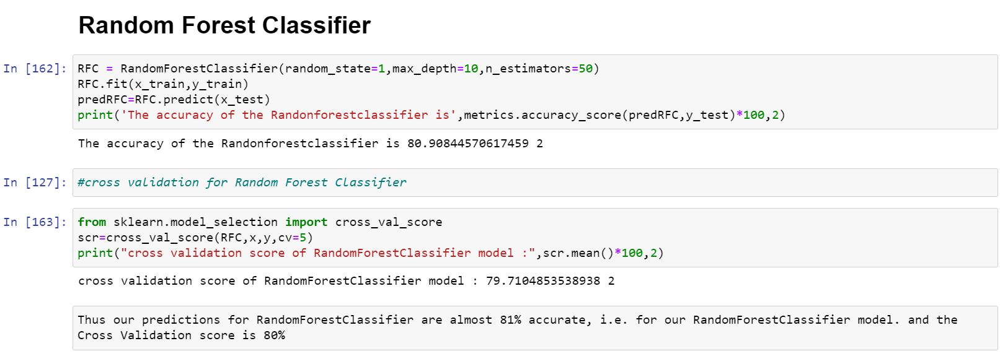 Random Forest Classifier
In [162]: RFC = RandomForestClassifier(random_state=1,max_depth=10,n_estimators=50)
RFC.fit(x_train,y_train)
predRFC=RFC.predict(x_test)
print('The accuracy of the Randonforestclassifier is',metrics.accuracy_score(predRFC,y_test)*100,2)
The accuracy of the Randonforestclassifier is 80.90844570617459 2
In [127]: #cross validation for Random Forest Classifier
In [163]: from sklearn.model_selection import cross_val_score
scr=cross_val_score(RFC,x,y,cv=5)
print("cross validation score of RandomForestClassifier model :",scr.mean()*100,2)
cross validation score of RandomForestClassifier model : 79.7104853538938 2
Thus our predictions for RandomForestClassifier are almost 81% accurate, i.e. for our RandomForestClassifier model. and the
Cross Validation score is 80%